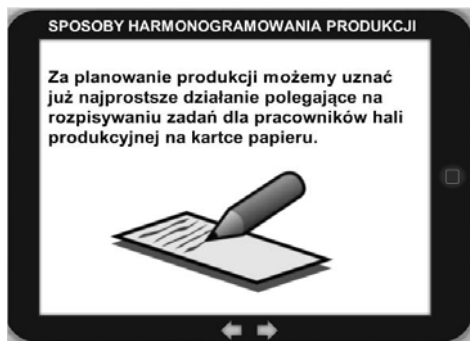 SPOSOBY HARMONOGRAMOWANIA PRODUKCJI
Za planowanie produkcji możemy uznać
już najprostsze działanie polegające na
rozpisywaniu zadań dla pracowników hali
produkcyjnej na kartce papieru.